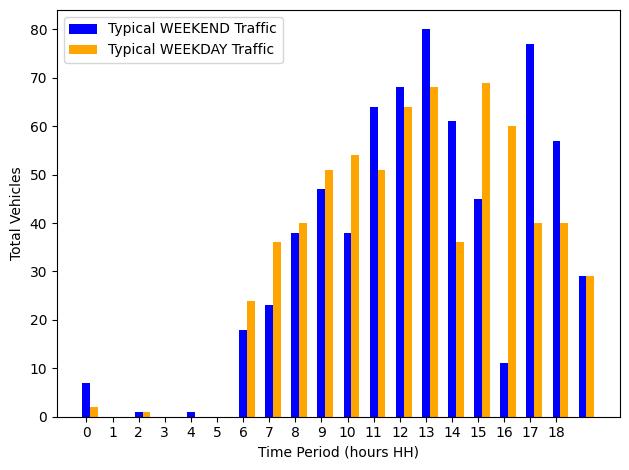 Typical WEEKEND Traffic
Typical WEEKDAY Traffic
Total Vehicles
80
70
60
50
40
30
20
10
0
0 1 2 3 4 5 6 7 8 9 10 11 12 13 14 15 16 17 18
Time Period (hours HH)